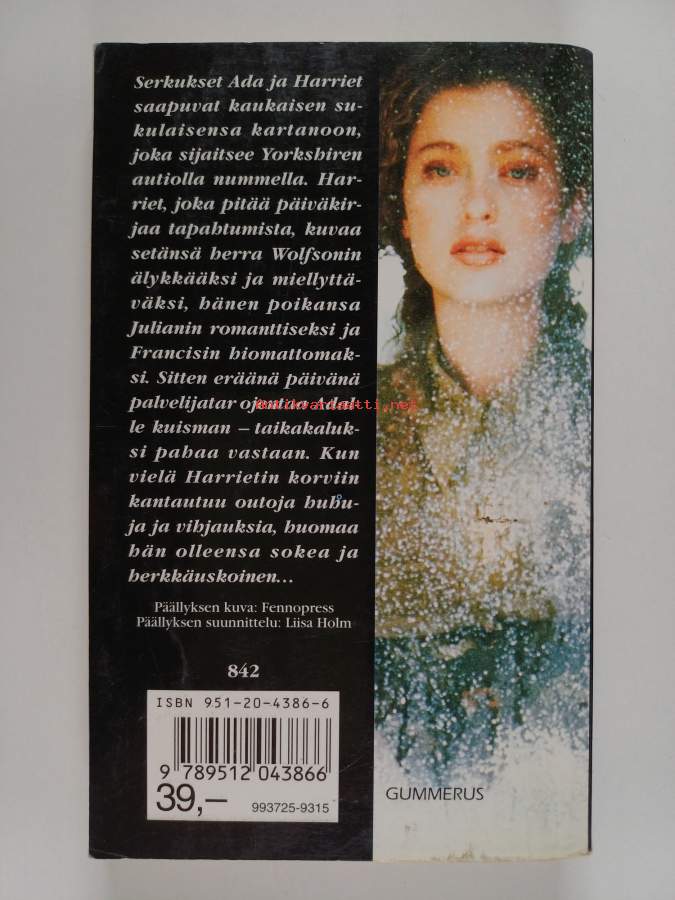 Serkukset Ada ja Harriet
saapuvat kaukaisen su-
kulaisensa kartanoon,
joka sijaitsee Yorkshiren
autiolla nummella. Har-
riet, joka pitää päiväkir-
jaa tapahtumista, kuvaa
setänsä herra Wolfsonin
älykkääksi ja miellyttä-
väksi, hänen poikansa
Julianin romanttiseksi ja
Francisin hiomattomak-
si. Sitten eräänä päivänä
palvelijatar ojentaa Adal-
le kuisman – taikakaluk-
si pahaa vastaan. Kun
vielä Harrietin korviin
kantautuu outoja huhu-
ja ja vihjauksia, huomaa
hän olleensa sokea ja
herkkäuskoinen...
Päällyksen kuva: Fennopress
Päällyksen suunnittelu: Liisa Holm
842
ISBN 951-20-4386-6
9 789512 043866
39,–
993725-9315
GUMMERUS